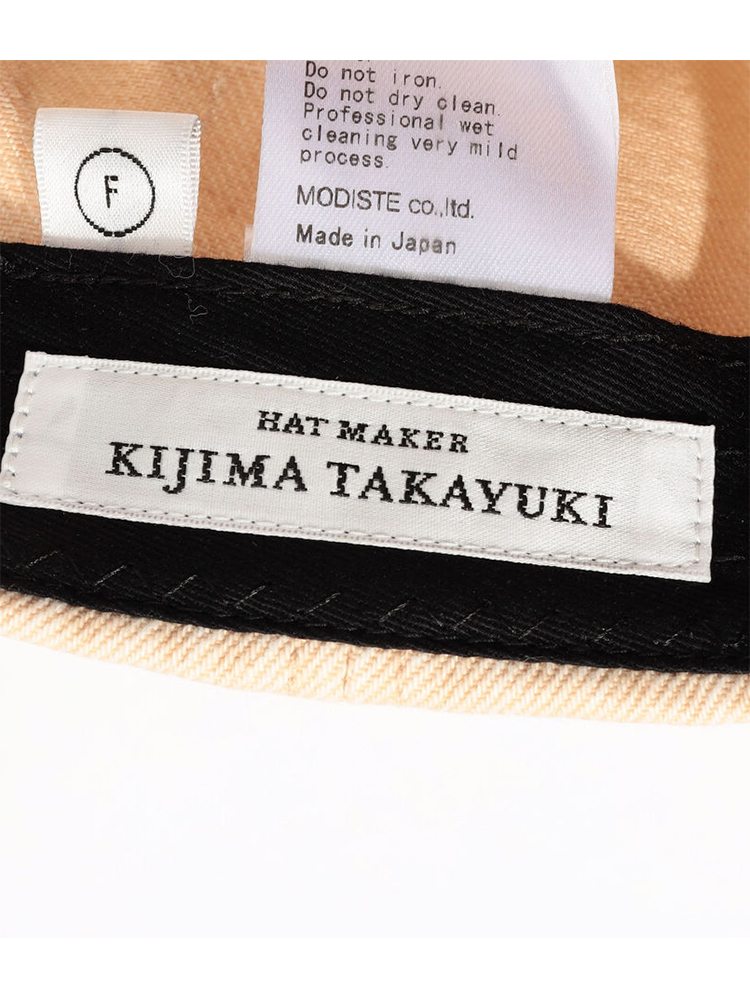 Do not iron.
Do not dry clean.
Professional wet
cleaning very mild
process.
MODISTE co.,ltd.
Made in Japan
F
HAT MAKER
KIJIMA TAKAYUKI